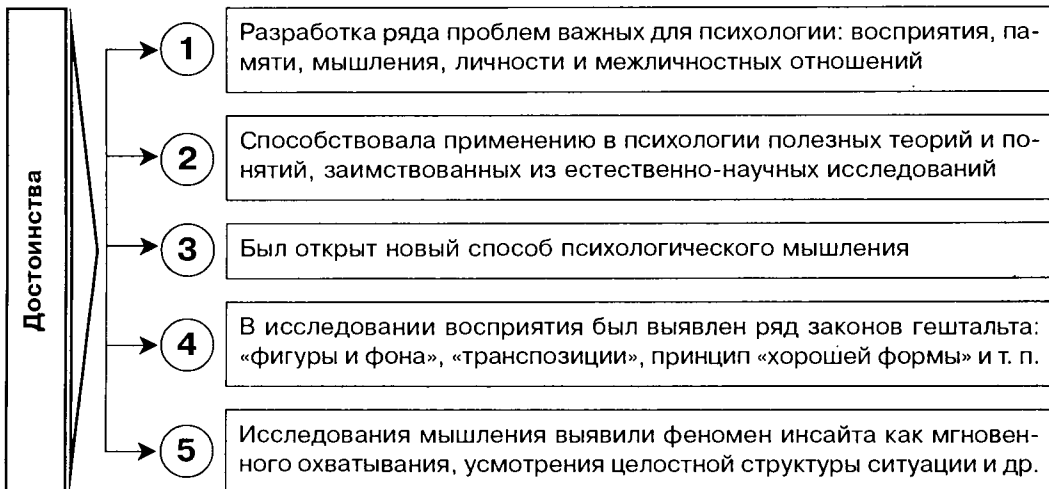 Достоинства
1
Разработка ряда проблем важных для психологии: восприятия, па-
мяти, мышления, личности и межличностных отношений
2
Способствовала применению в психологии полезных теорий и по-
нятий, заимствованных из естественно-научных исследований
3
Был открыт новый способ психологического мышления
4
В исследовании восприятия был выявлен ряд законов гештальта:
«фигуры и фона», «транспозиции», принцип «хорошей формы» и т. п.
5
Исследования мышления выявили феномен инсайта как мгновен-
ного охватывания, усмотрения целостной структуры ситуации и др.